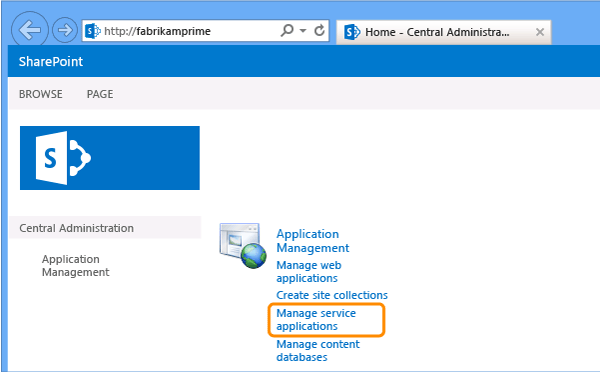 http://fabrikamprime
Home - Central Administra...
SharePoint
BROWSE PAGE
S
Central Administration
Application
Management
Application
Management
Manage web
applications
Create site collections
Manage service
applications
Manage content
databases